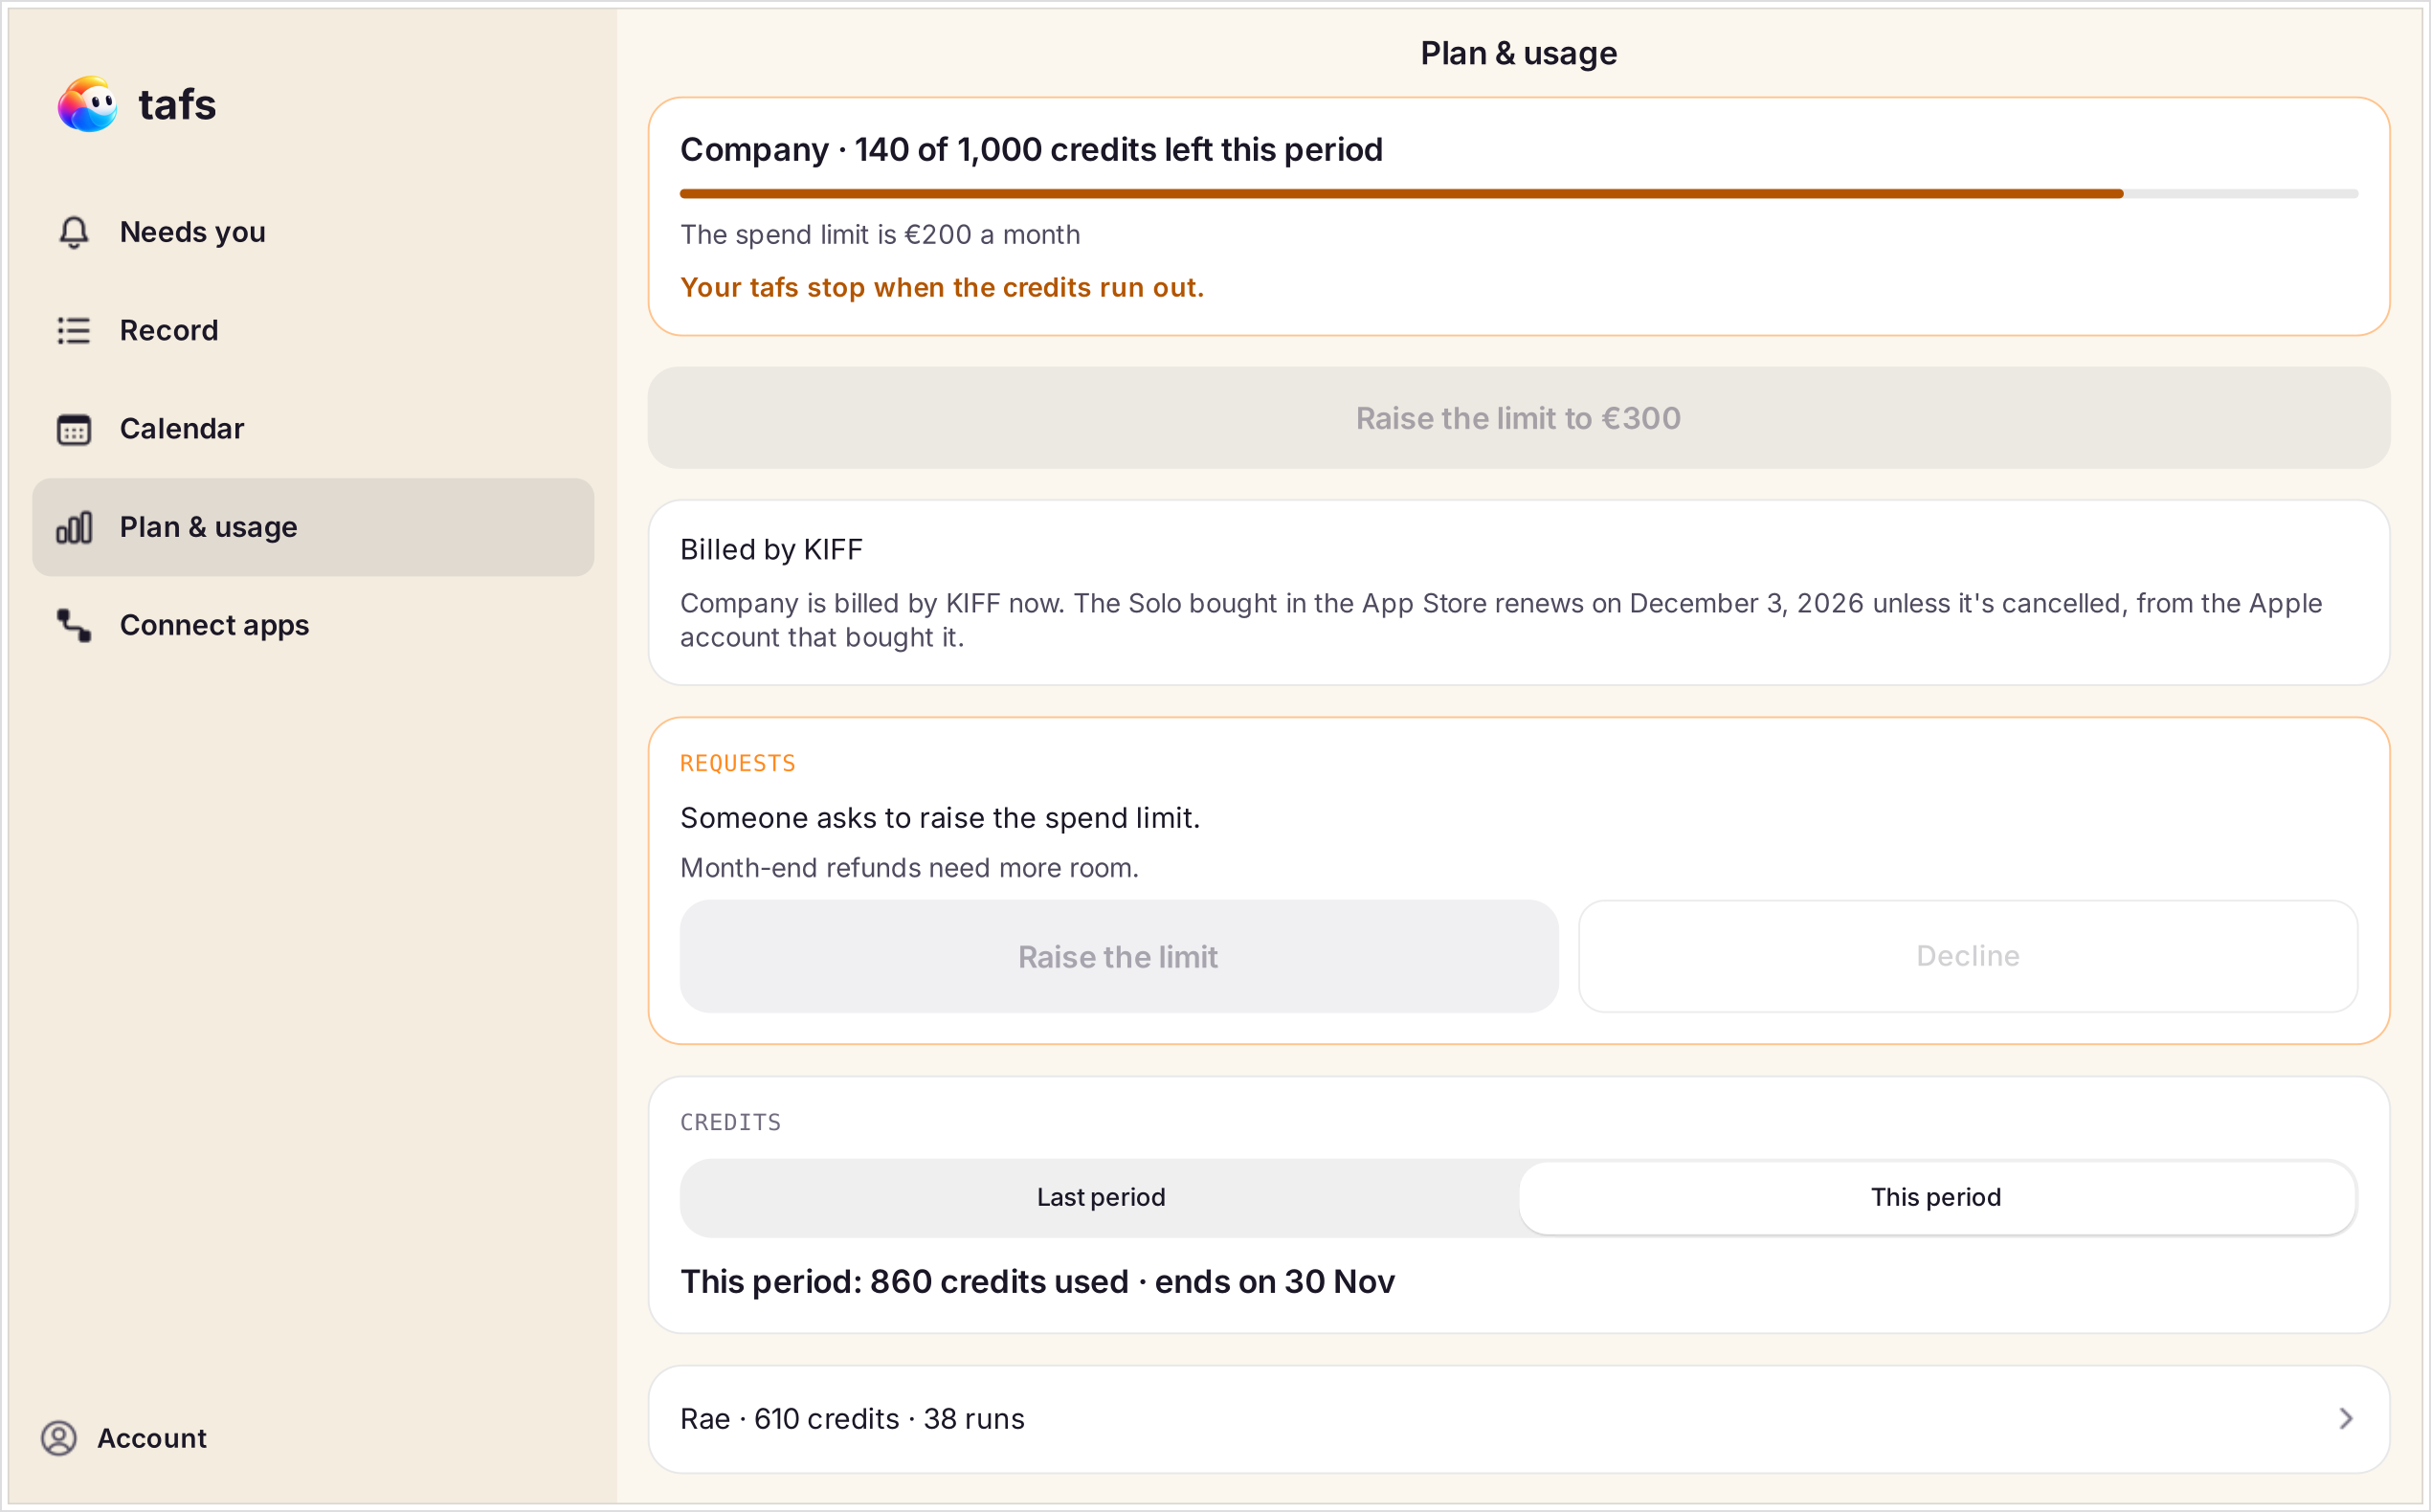 tafs
Needs you
Record
Calendar
Plan & usage
Connect apps
Account
Plan & usage
Company · 140 of 1,000 credits left this period
The spend limit is €200 a month
Your tafs stop when the credits run out.
Raise the limit to €300
Billed by KIFF
Company is billed by KIFF now. The Solo bought in the App Store renews on December 3, 2026 unless it's cancelled, from the Apple
account that bought it.
REQUESTS
Someone asks to raise the spend limit.
Month-end refunds need more room.
Raise the limit
Decline
CREDITS
Last period
This period
This period: 860 credits used · ends on 30 Nov
Rae · 610 credits · 38 runs